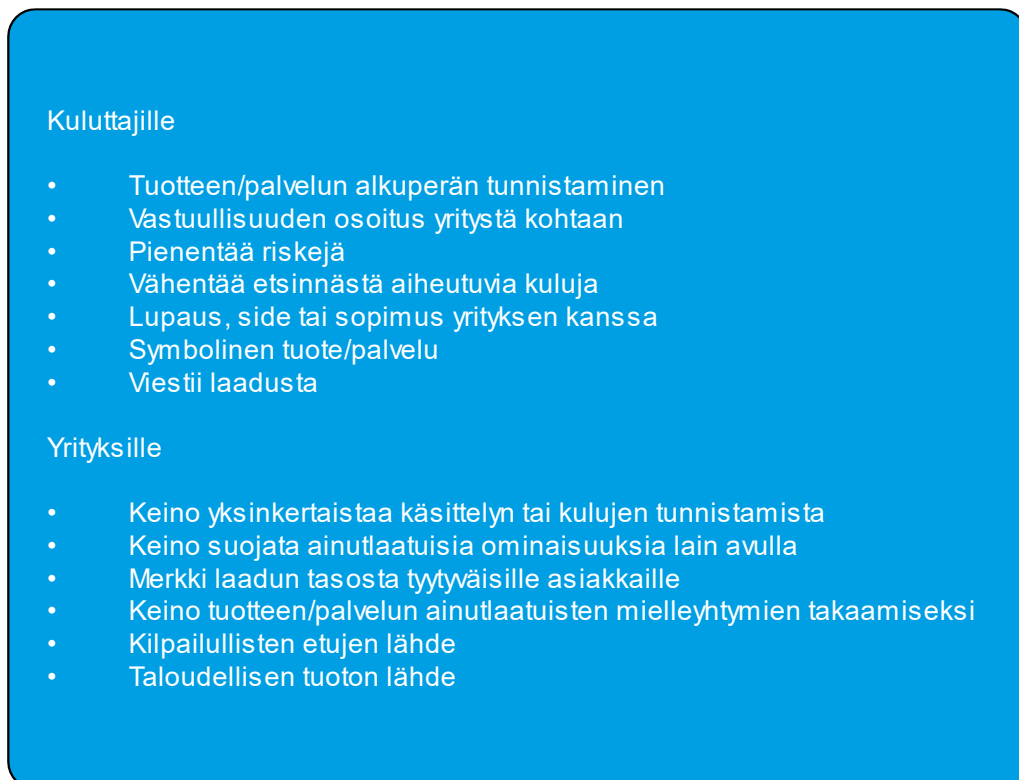 Kuluttajille
• Tuotteen/palvelun alkuperän tunnistaminen
• Vastuullisuuden osoitus yritystä kohtaan
• Pienentää riskejä
• Vähentää etsinnästä aiheutuvia kuluja
• Lupaus, side tai sopimus yrityksen kanssa
• Symbolinen tuote/palvelu
• Viestii laadusta
Yrityksille
• Keino yksinkertaistaa käsittelyn tai kulujen tunnistamista
• Keino suojata ainutlaatuisia ominaisuuksia lain avulla
• Merkki laadun tasosta tyytyväisille asiakkaille
• Keino tuotteen/palvelun ainutlaatuisten mielleyhtymien takaamiseksi
• Kilpailullisten etujen lähde
• Taloudellisen tuoton lähde